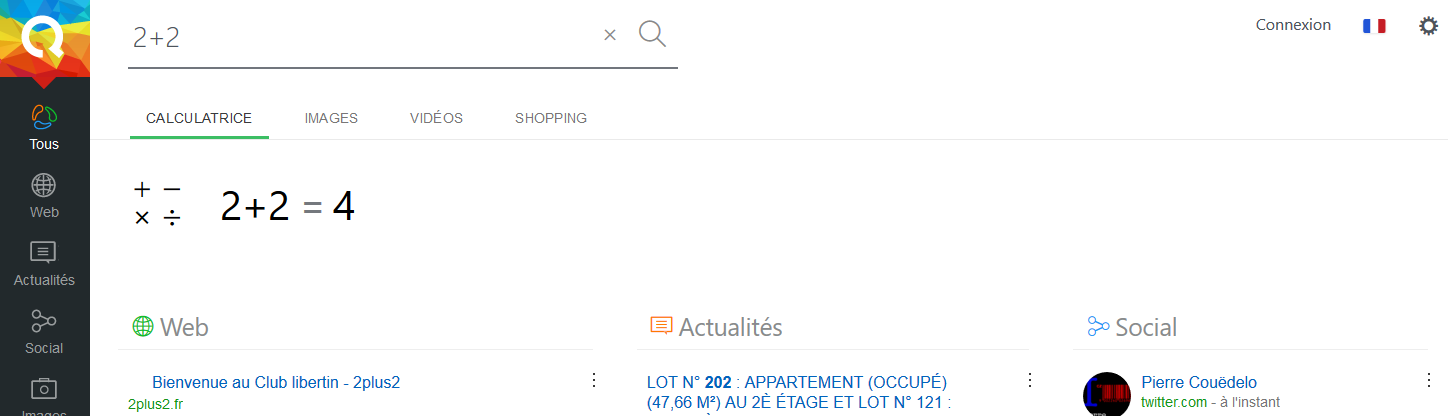 2+2
×
Connexion
Tous
Web
Actualités
Social
Images
CALCULATRICE
IMAGES
VIDÉOS
SHOPPING
+ −
× ÷
2+2 = 4
Web
Bienvenue au Club libertin - 2plus2
2plus2.fr
Actualités
LOT N° 202 : APPARTEMENT (OCCUPÉ)
(47,66 M²) AU 2È ÉTAGE ET LOT N° 121 :
Social
Pierre Couëdelo
twitter.com - à l'instant